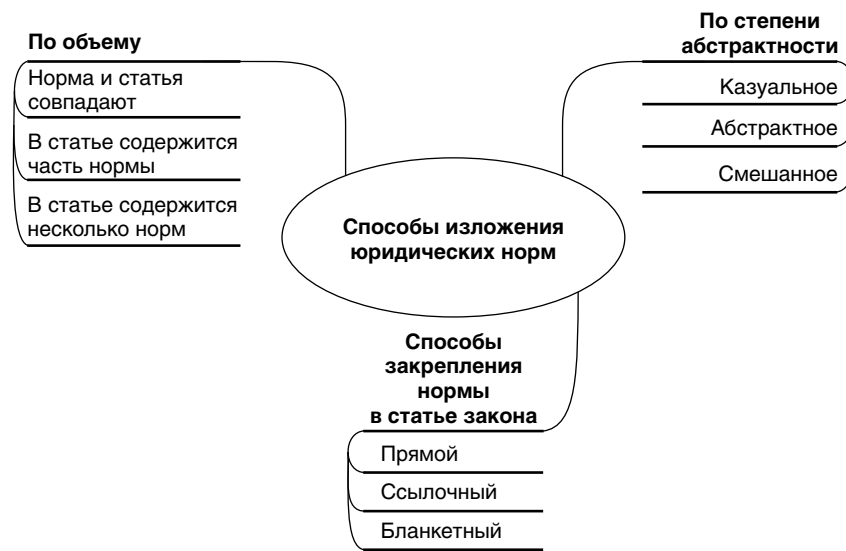 По объему
Норма и статья
совпадают
В статье содержится
часть нормы
В статье содержится
несколько норм
По степени
абстрактности
Казуальное
Абстрактное
Смешанное
Способы изложения
юридических норм
Способы
закрепления
нормы
в статье закона
Прямой
Ссылочный
Бланкетный